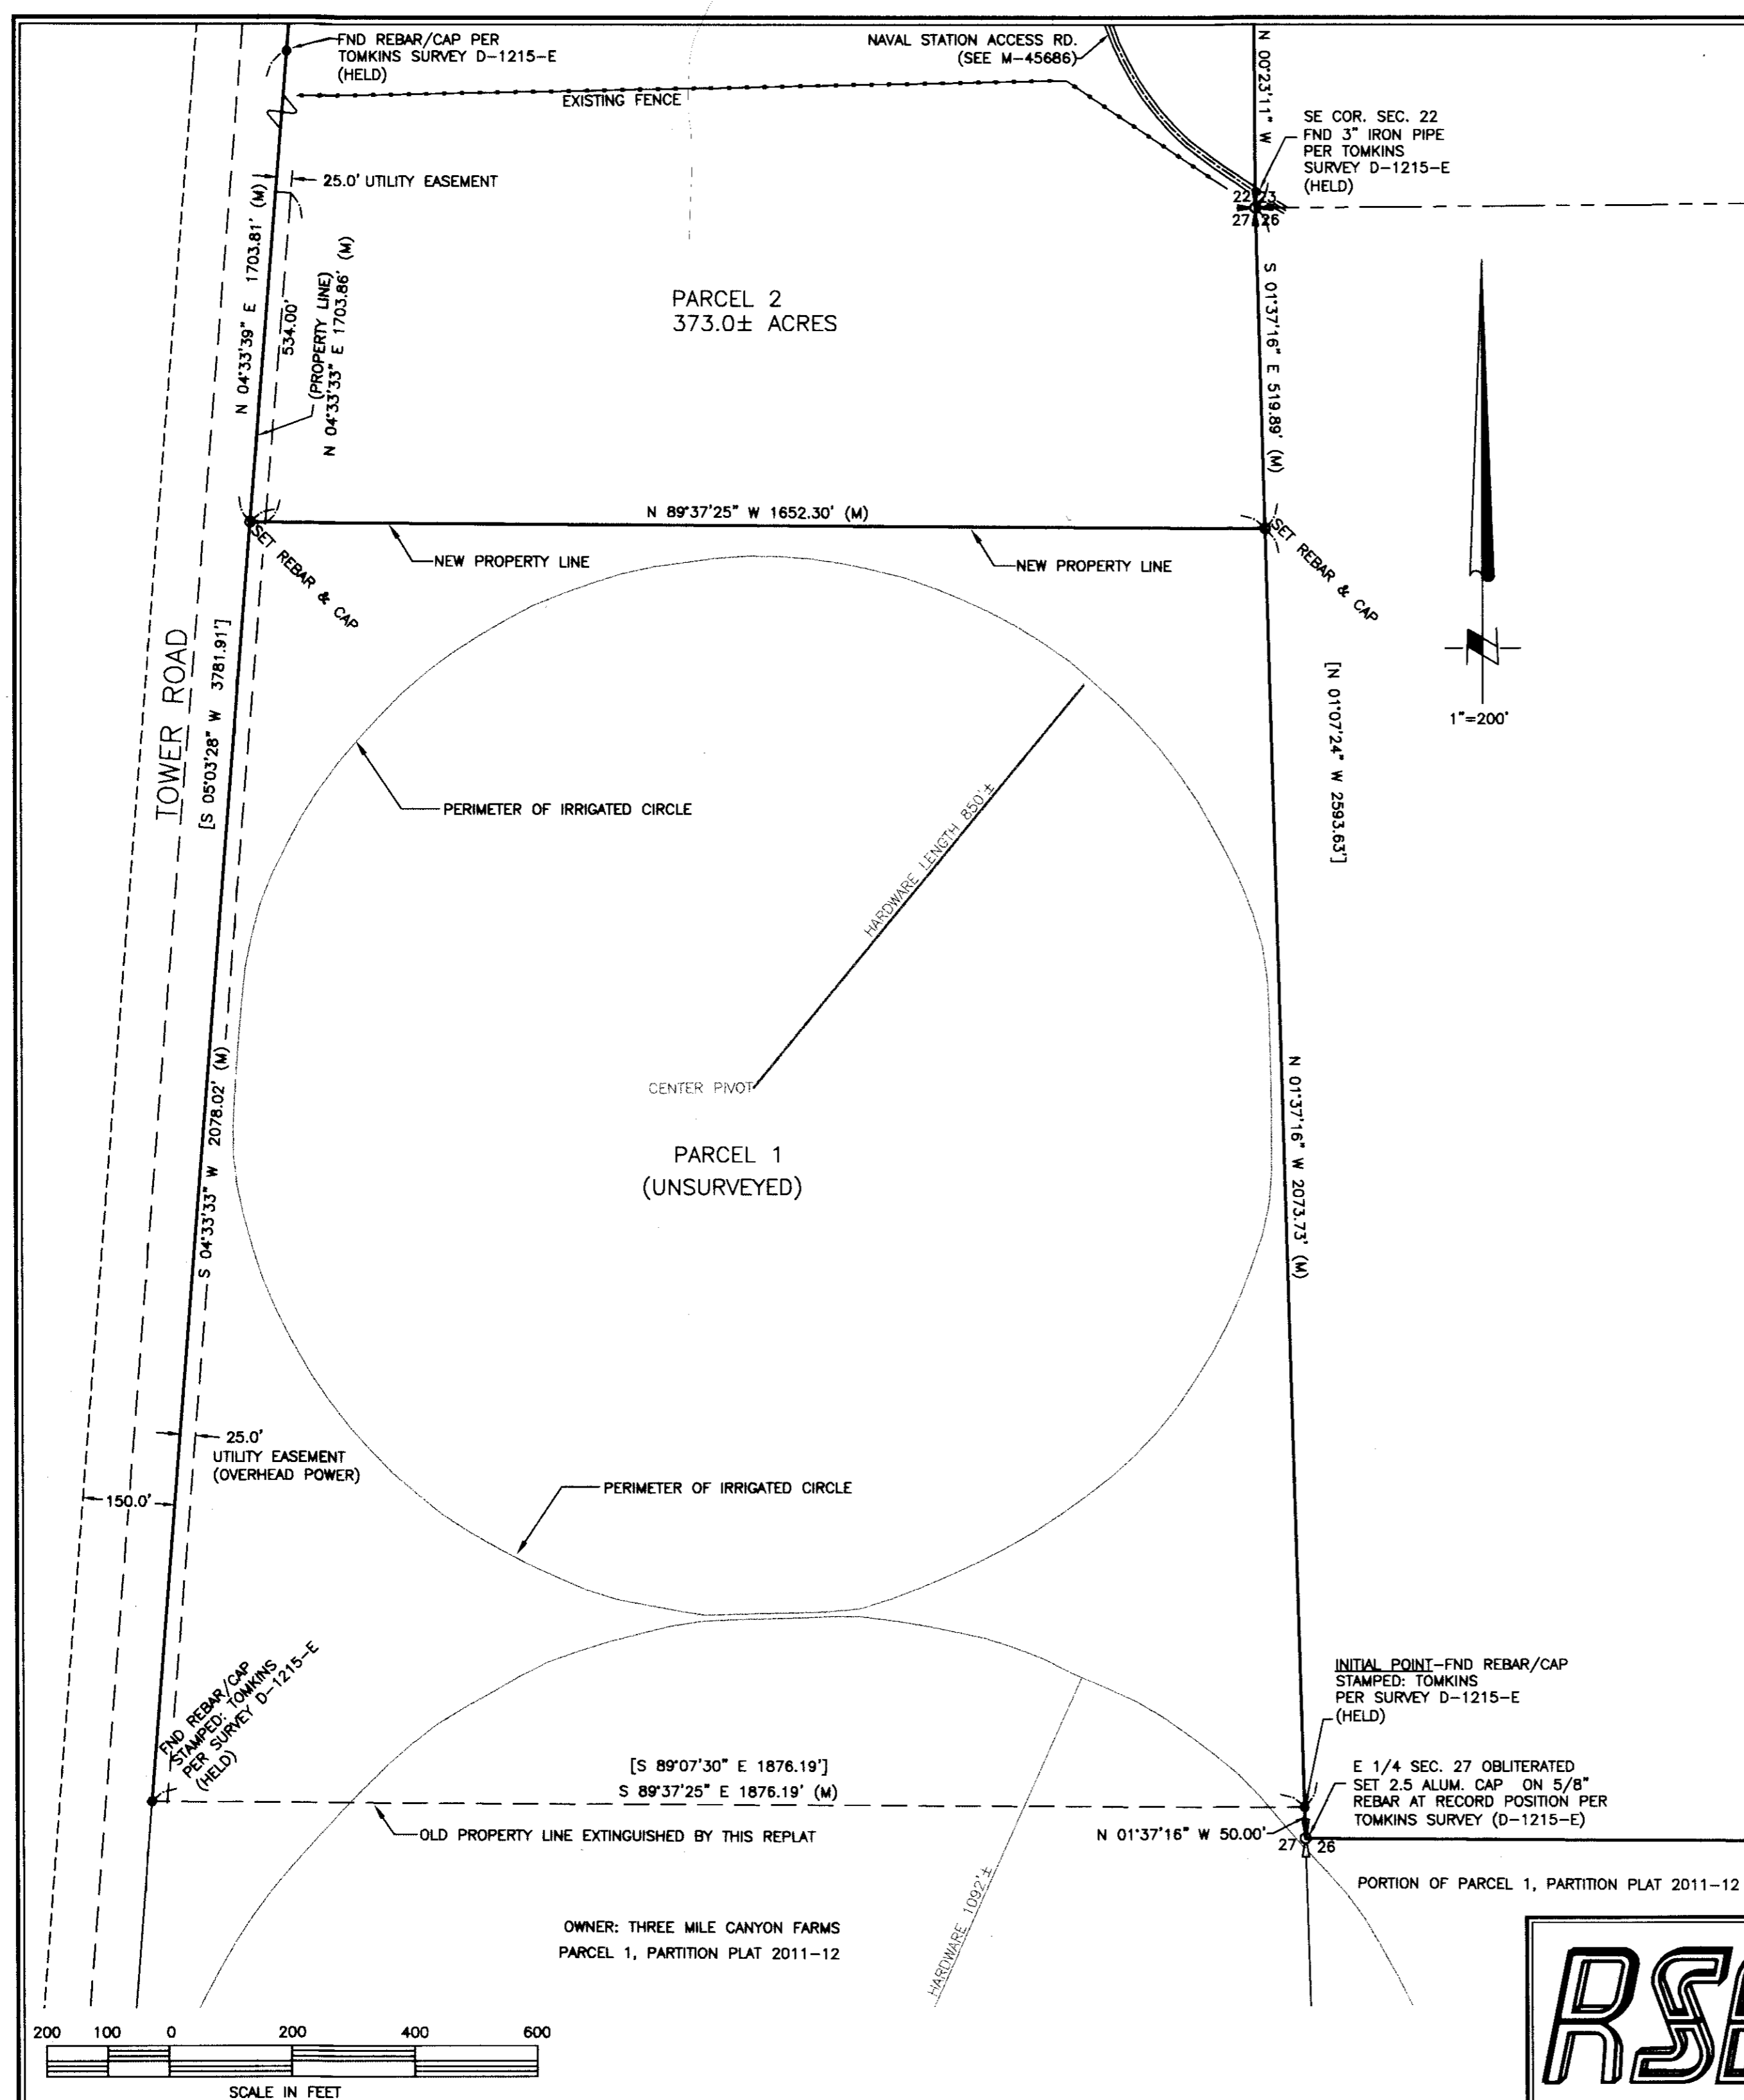 FND REBAR/CAP PER
TOMKINS SURVEY D-1215-E
(HELD)
NAVAL STATION ACCESS RD.
(SEE M-45686)
EXISTING FENCE
N 00°23'11" W
SE COR. SEC. 22
FND 3" IRON PIPE
PER TOMKINS
SURVEY D-1215-E
(HELD)
22 23
27 26
25.0' UTILITY EASEMENT
N 04°33'39" E 1703.81' (M)
534.00'
(PROPERTY LINE)
N 04°33'33" E 1703.86' (M)
PARCEL 2
373.0± ACRES
S 01°37'16" E 519.89' (M)
N 89°37'25" W 1652.30' (M)
NEW PROPERTY LINE
NEW PROPERTY LINE
SET REBAR & CAP
SET REBAR & CAP
TOWER ROAD
[S 05°03'28" W 3781.91']
[N 01°07'24" W 2593.63']
1"=200'
PERIMETER OF IRRIGATED CIRCLE
HARDWARE LENGTH 850'±
CENTER PIVOT
PARCEL 1
(UNSURVEYED)
S 04°33'33" W 2078.02' (M)
N 01°37'16" W 2073.73' (M)
25.0'
UTILITY EASEMENT
(OVERHEAD POWER)
150.0'
PERIMETER OF IRRIGATED CIRCLE
FND REBAR/CAP
STAMPED: TOMKINS
PER SURVEY D-1215-E
(HELD)
INITIAL POINT-FND REBAR/CAP
STAMPED: TOMKINS
PER SURVEY D-1215-E
(HELD)
[S 89°07'30" E 1876.19']
S 89°37'25" E 1876.19' (M)
E 1/4 SEC. 27 OBLITERATED
SET 2.5 ALUM. CAP ON 5/8"
REBAR AT RECORD POSITION PER
TOMKINS SURVEY (D-1215-E)
OLD PROPERTY LINE EXTINGUISHED BY THIS REPLAT
N 01°37'16" W 50.00'
27 26
PORTION OF PARCEL 1, PARTITION PLAT 2011-12
OWNER: THREE MILE CANYON FARMS
PARCEL 1, PARTITION PLAT 2011-12
HARDWARE 1092'±
200 100 0 200 400 600
SCALE IN FEET
RS